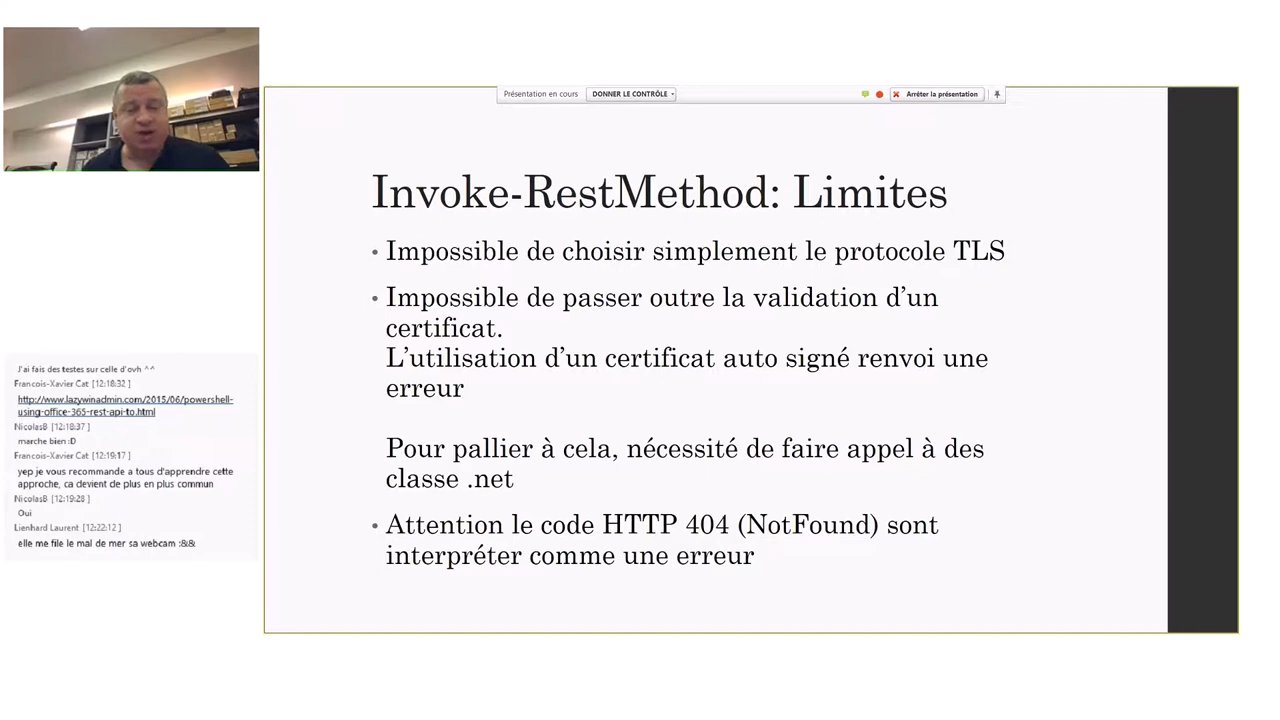 Présentation en cours
DONNER LE CONTRÔLE
Arrêter la présentation
Invoke-RestMethod: Limites
• Impossible de choisir simplement le protocole TLS
• Impossible de passer outre la validation d’un
certificat.
L’utilisation d’un certificat auto signé renvoi une
erreur
Pour pallier à cela, nécessité de faire appel à des
classe .net
• Attention le code HTTP 404 (NotFound) sont
interpréter comme une erreur
J'ai fais des testes sur celle d'ovh ^^
Francois-Xavier Cat [12:18:32 ]
http://www.lazywinadmin.com/2015/06/powershell-
using-office-365-rest-api-to.html
NicolasB [12:18:37 ]
marche bien :D
Francois-Xavier Cat [12:19:17 ]
yep je vous recommande a tous d'apprendre cette
approche, ca devient de plus en plus commun
NicolasB [12:19:28 ]
Oui
Lienhard Laurent [12:22:12 ]
elle me file le mal de mer sa webcam :&&